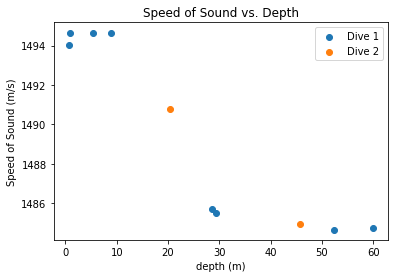 Speed of Sound vs. Depth
Dive 1
Dive 2
Speed of Sound (m/s)
1494
1492
1490
1488
1486
0 10 20 30 40 50 60
depth (m)